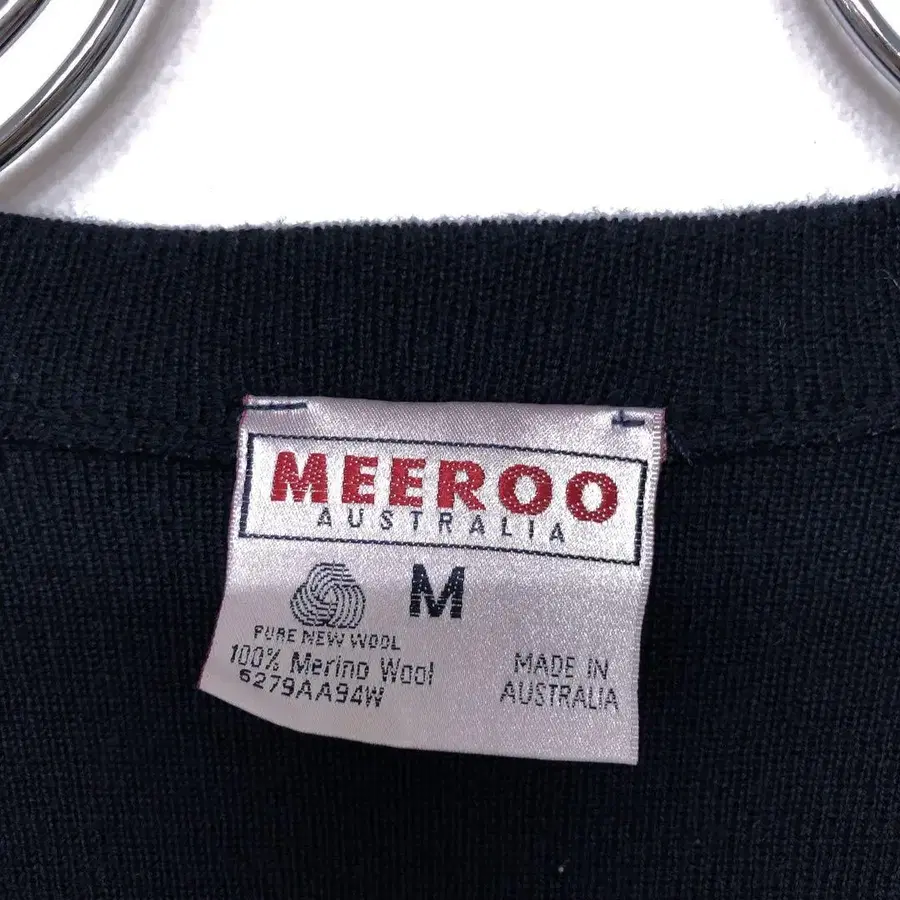 MEEROO
AUSTRALIA
M
PURE NEW WOOL
100% Merino Wool
6279AA94W
MADE IN
AUSTRALIA